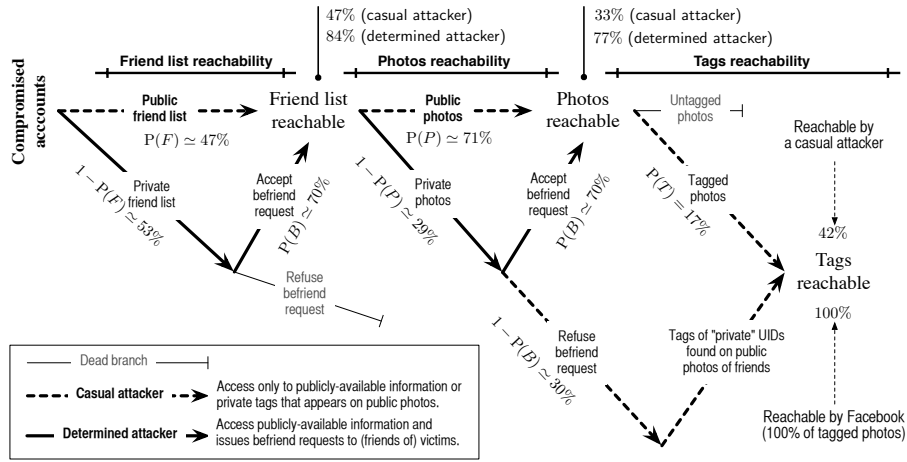 47% (casual attacker)
84% (determined attacker)
33% (casual attacker)
77% (determined attacker)
Friend list reachability
Photos reachability
Tags reachability
Compromised
acccounts
Public
friend list
P(F) ≃ 47%
Friend list
reachable
Public
photos
P(P) ≃ 71%
Photos
reachable
Untagged
photos
Reachable by
a casual attacker
1 − P(F) ≃ 53%
Private
friend list
Accept
befriend
request
P(B) ≃ 70%
1 − P(P) ≃ 29%
Private
photos
Accept
befriend
request
P(B) ≃ 70%
Tagged
photos
P(T) = 17%
42%
Tags
reachable
100%
Refuse
befriend
request
1 − P(B) ≃ 30%
Refuse
befriend
request
Tags of "private" UIDs
found on public
photos of friends
Reachable by Facebook
(100% of tagged photos)
Dead branch
Casual attacker
Access only to publicly-available information or
private tags that appears on public photos.
Determined attacker
Access publicly-available information and
issues befriend requests to (friends of) victims.